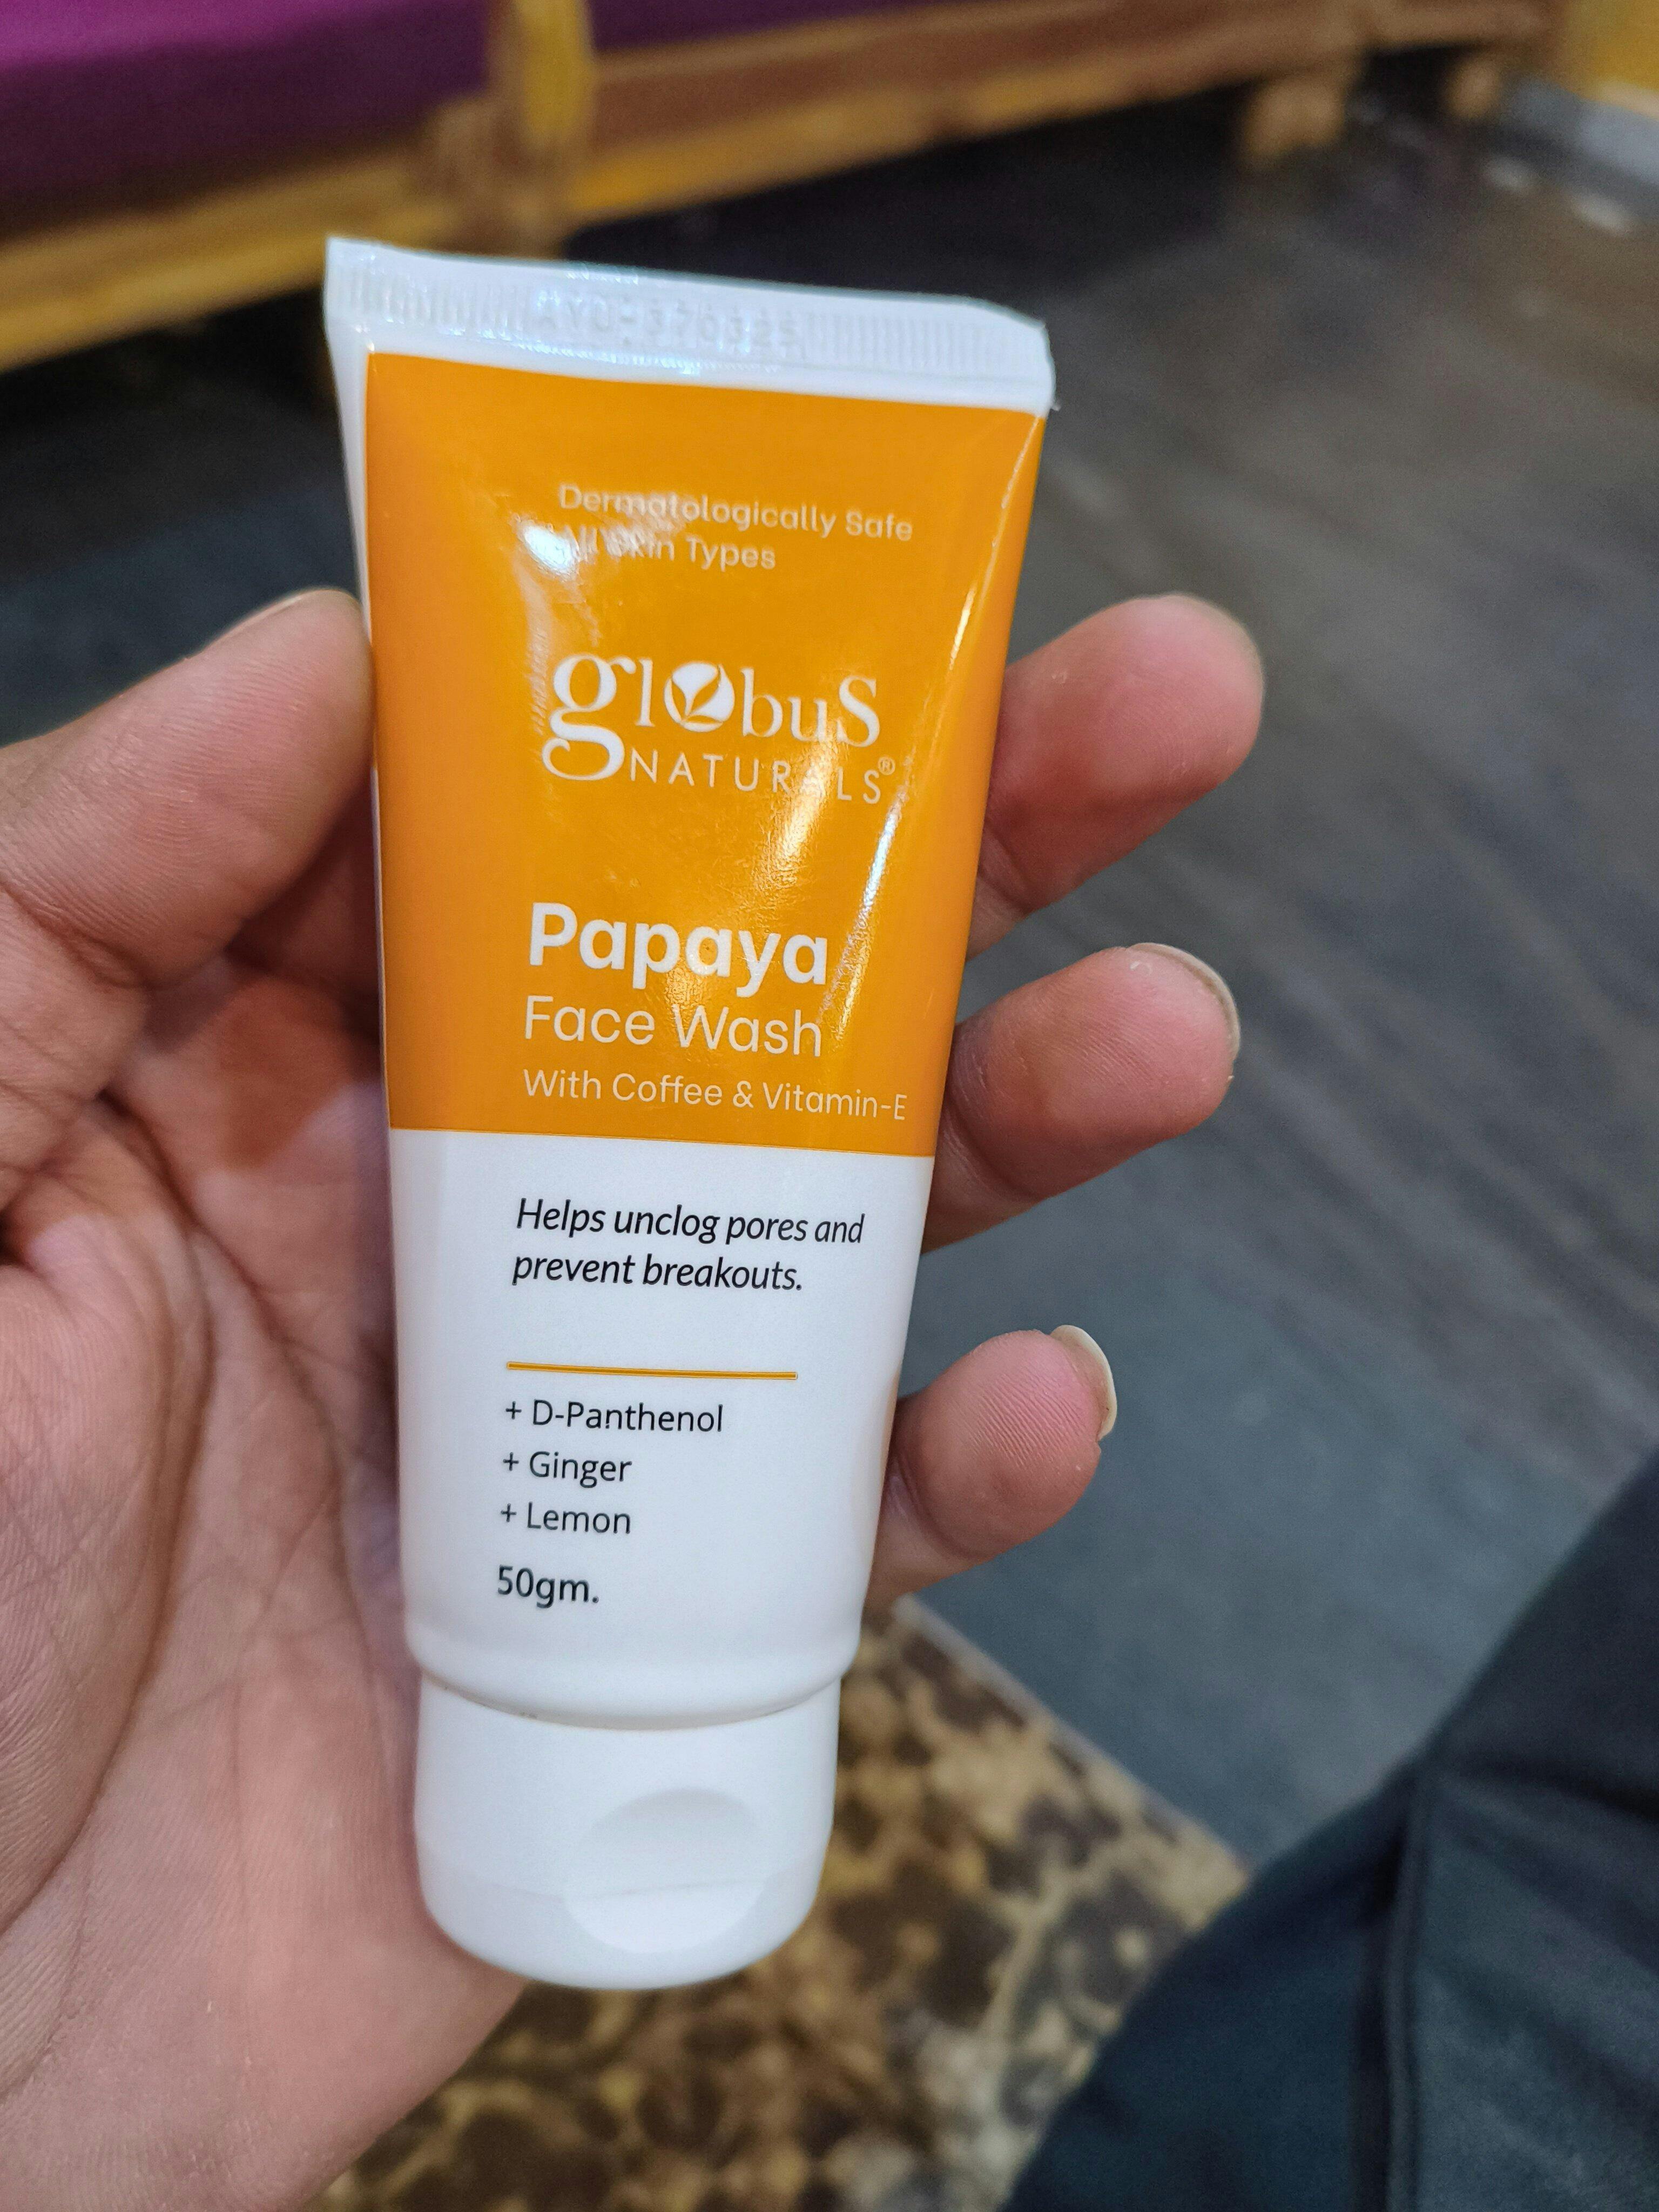 Dermatologically Safe
All Skin Types
globuS
NATURALS®
Papaya
Face Wash
With Coffee & Vitamin-E
Helps unclog pores and
prevent breakouts.
+ D-Panthenol
+ Ginger
+ Lemon
50gm.